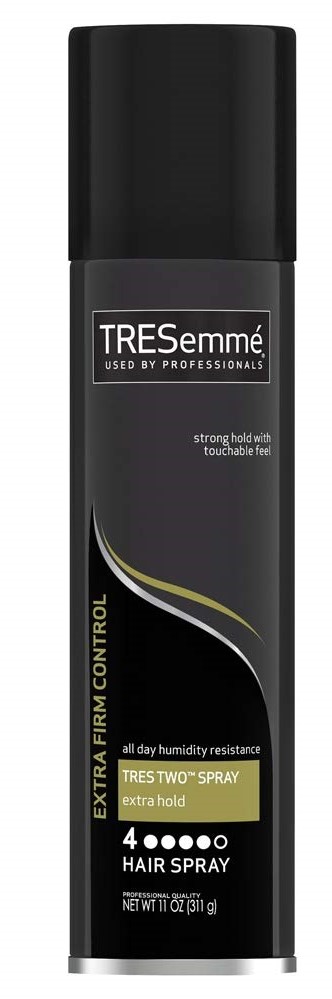 TRESemmé®
USED BY PROFESSIONALS
strong hold with
touchable feel
EXTRA FIRM CONTROL
all day humidity resistance
TRES TWO™ SPRAY
extra hold
4
HAIR SPRAY
PROFESSIONAL QUALITY
NET WT 11 OZ (311 g)